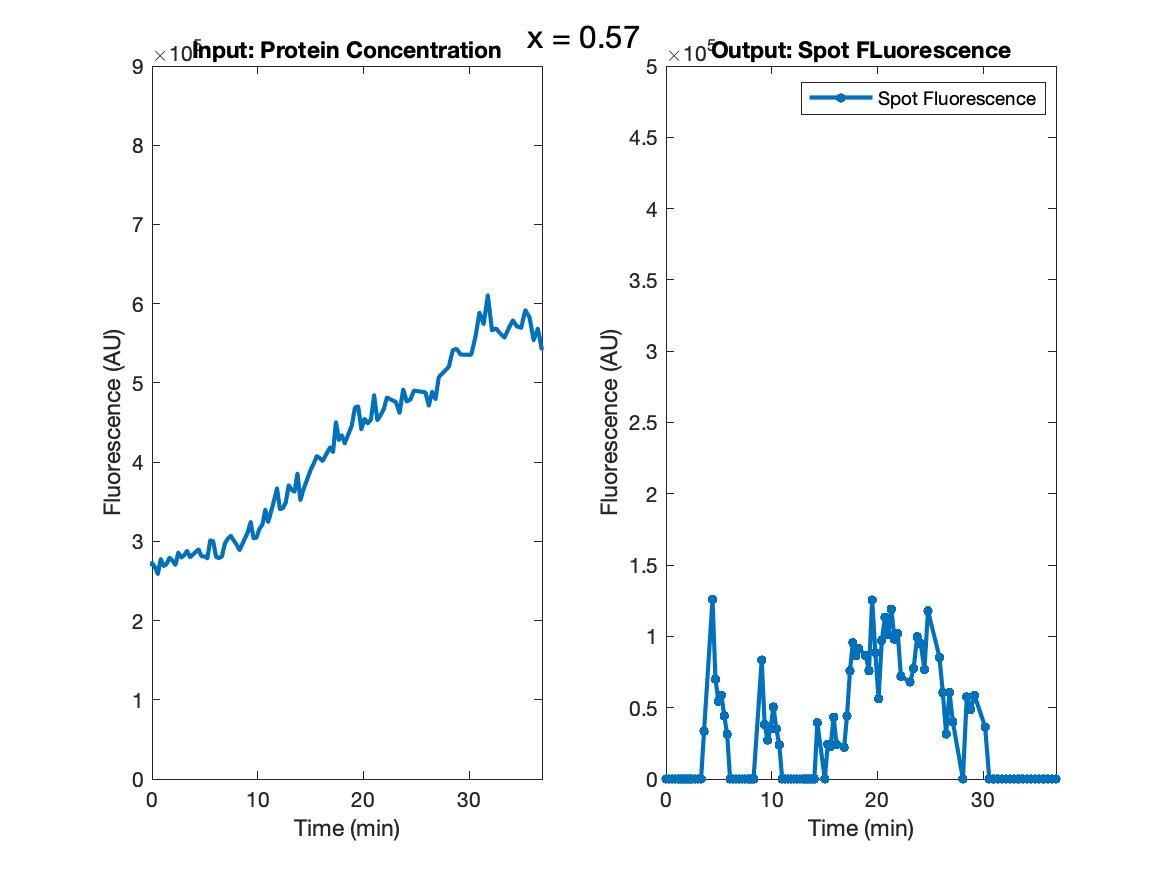 x = 0.57
×10⁵
Input: Protein Concentration
9
8
7
6
5
4
3
2
1
0
Fluorescence (AU)
0 10 20 30
Time (min)
×10⁵
Output: Spot FLuorescence
Spot Fluorescence
5
4.5
4
3.5
3
2.5
2
1.5
1
0.5
0
Fluorescence (AU)
0 10 20 30
Time (min)